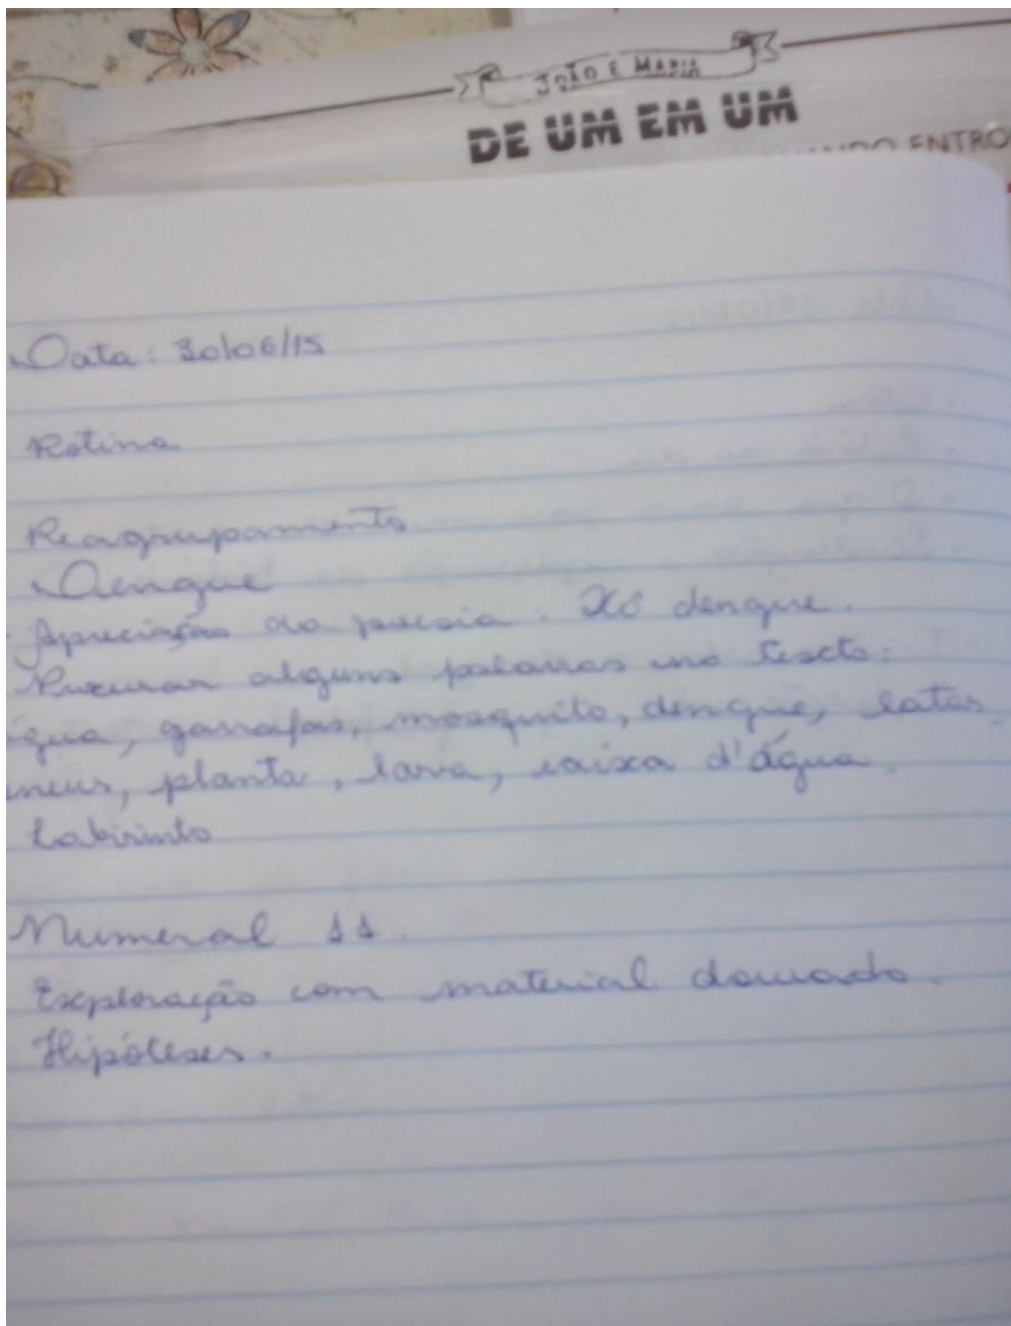 JOÃO E MARIA
DE UM EM UM
ENTRO
Data: 30/06/15
Rotina
Reagrupamento
Dengue
Apreciação da poesia: Xô dengue.
Procurar alguns palavras no texto:
gua, garrafas, mosquito, dengue, latas,
neus, planta, larva, caixa d'água.
Labirinto
Numeral 11.
Exploração com material dourado.
Hipóteses.